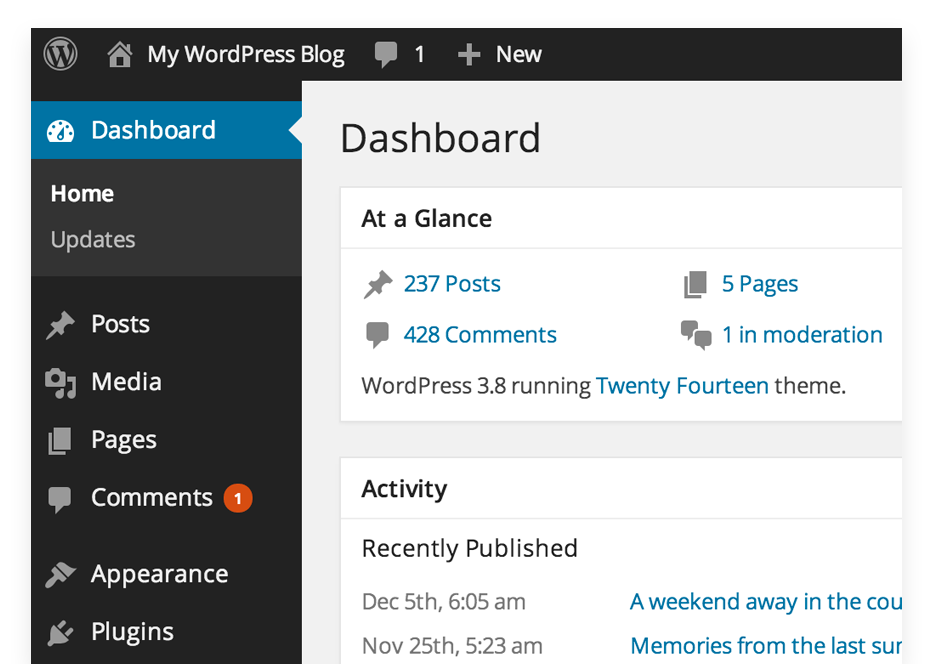 My WordPress Blog 1 New
Dashboard
Home
Updates
Posts
Media
Pages
Comments 1
Appearance
Plugins
Dashboard
At a Glance
237 Posts 5 Pages
428 Comments 1 in moderation
WordPress 3.8 running Twenty Fourteen theme.
Activity
Recently Published
Dec 5th, 6:05 am A weekend away in the cou
Nov 25th, 5:23 am Memories from the last sur